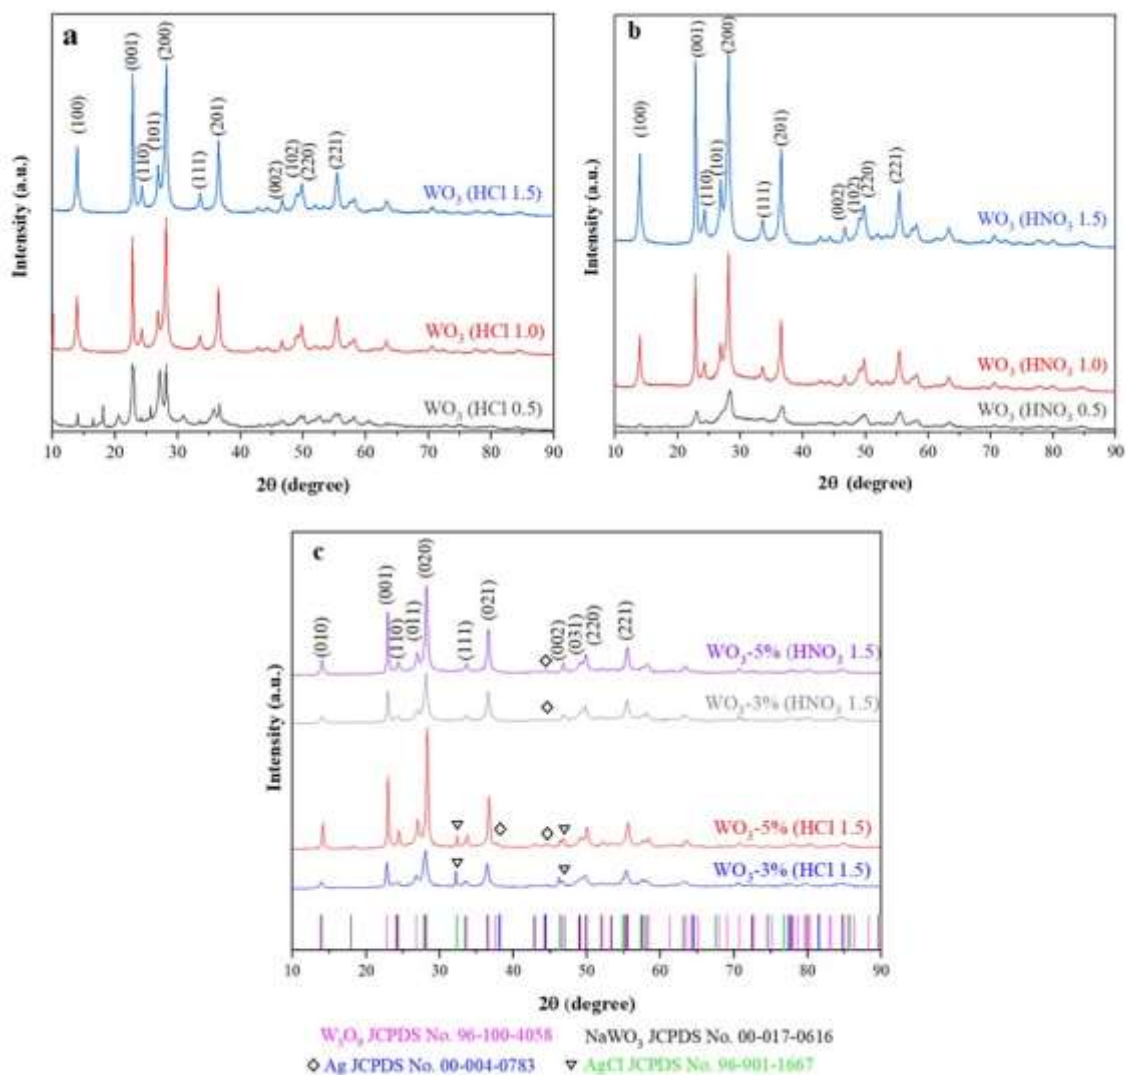 a
(100)
(001)
(110)
(101)
(200)
(111)
(201)
(002)
(102)
(220)
(221)
WO₃ (HCl 1.5)
WO₃ (HCl 1.0)
WO₃ (HCl 0.5)
Intensity (a.u.)
10 20 30 40 50 60 70 80 90
2θ (degree)
b
(100)
(001)
(110)
(101)
(200)
(111)
(201)
(002)
(102)
(220)
(221)
WO₃ (HNO₃ 1.5)
WO₃ (HNO₃ 1.0)
WO₃ (HNO₃ 0.5)
Intensity (a.u.)
10 20 30 40 50 60 70 80 90
2θ (degree)
c
(010)
(001)
(110)
(011)
(020)
(111)
(021)
(002)
(031)
(220)
(221)
WO₃-5% (HNO₃ 1.5)
WO₃-3% (HNO₃ 1.5)
WO₃-5% (HCl 1.5)
WO₃-3% (HCl 1.5)
Intensity (a.u.)
10 20 30 40 50 60 70 80 90
2θ (degree)
JCPDS No. 96-100-4058 NaWO₃ JCPDS No. 00-017-0616
Ag JCPDS No. 00-004-0783 AgCl JCPDS No. 96-901-1667